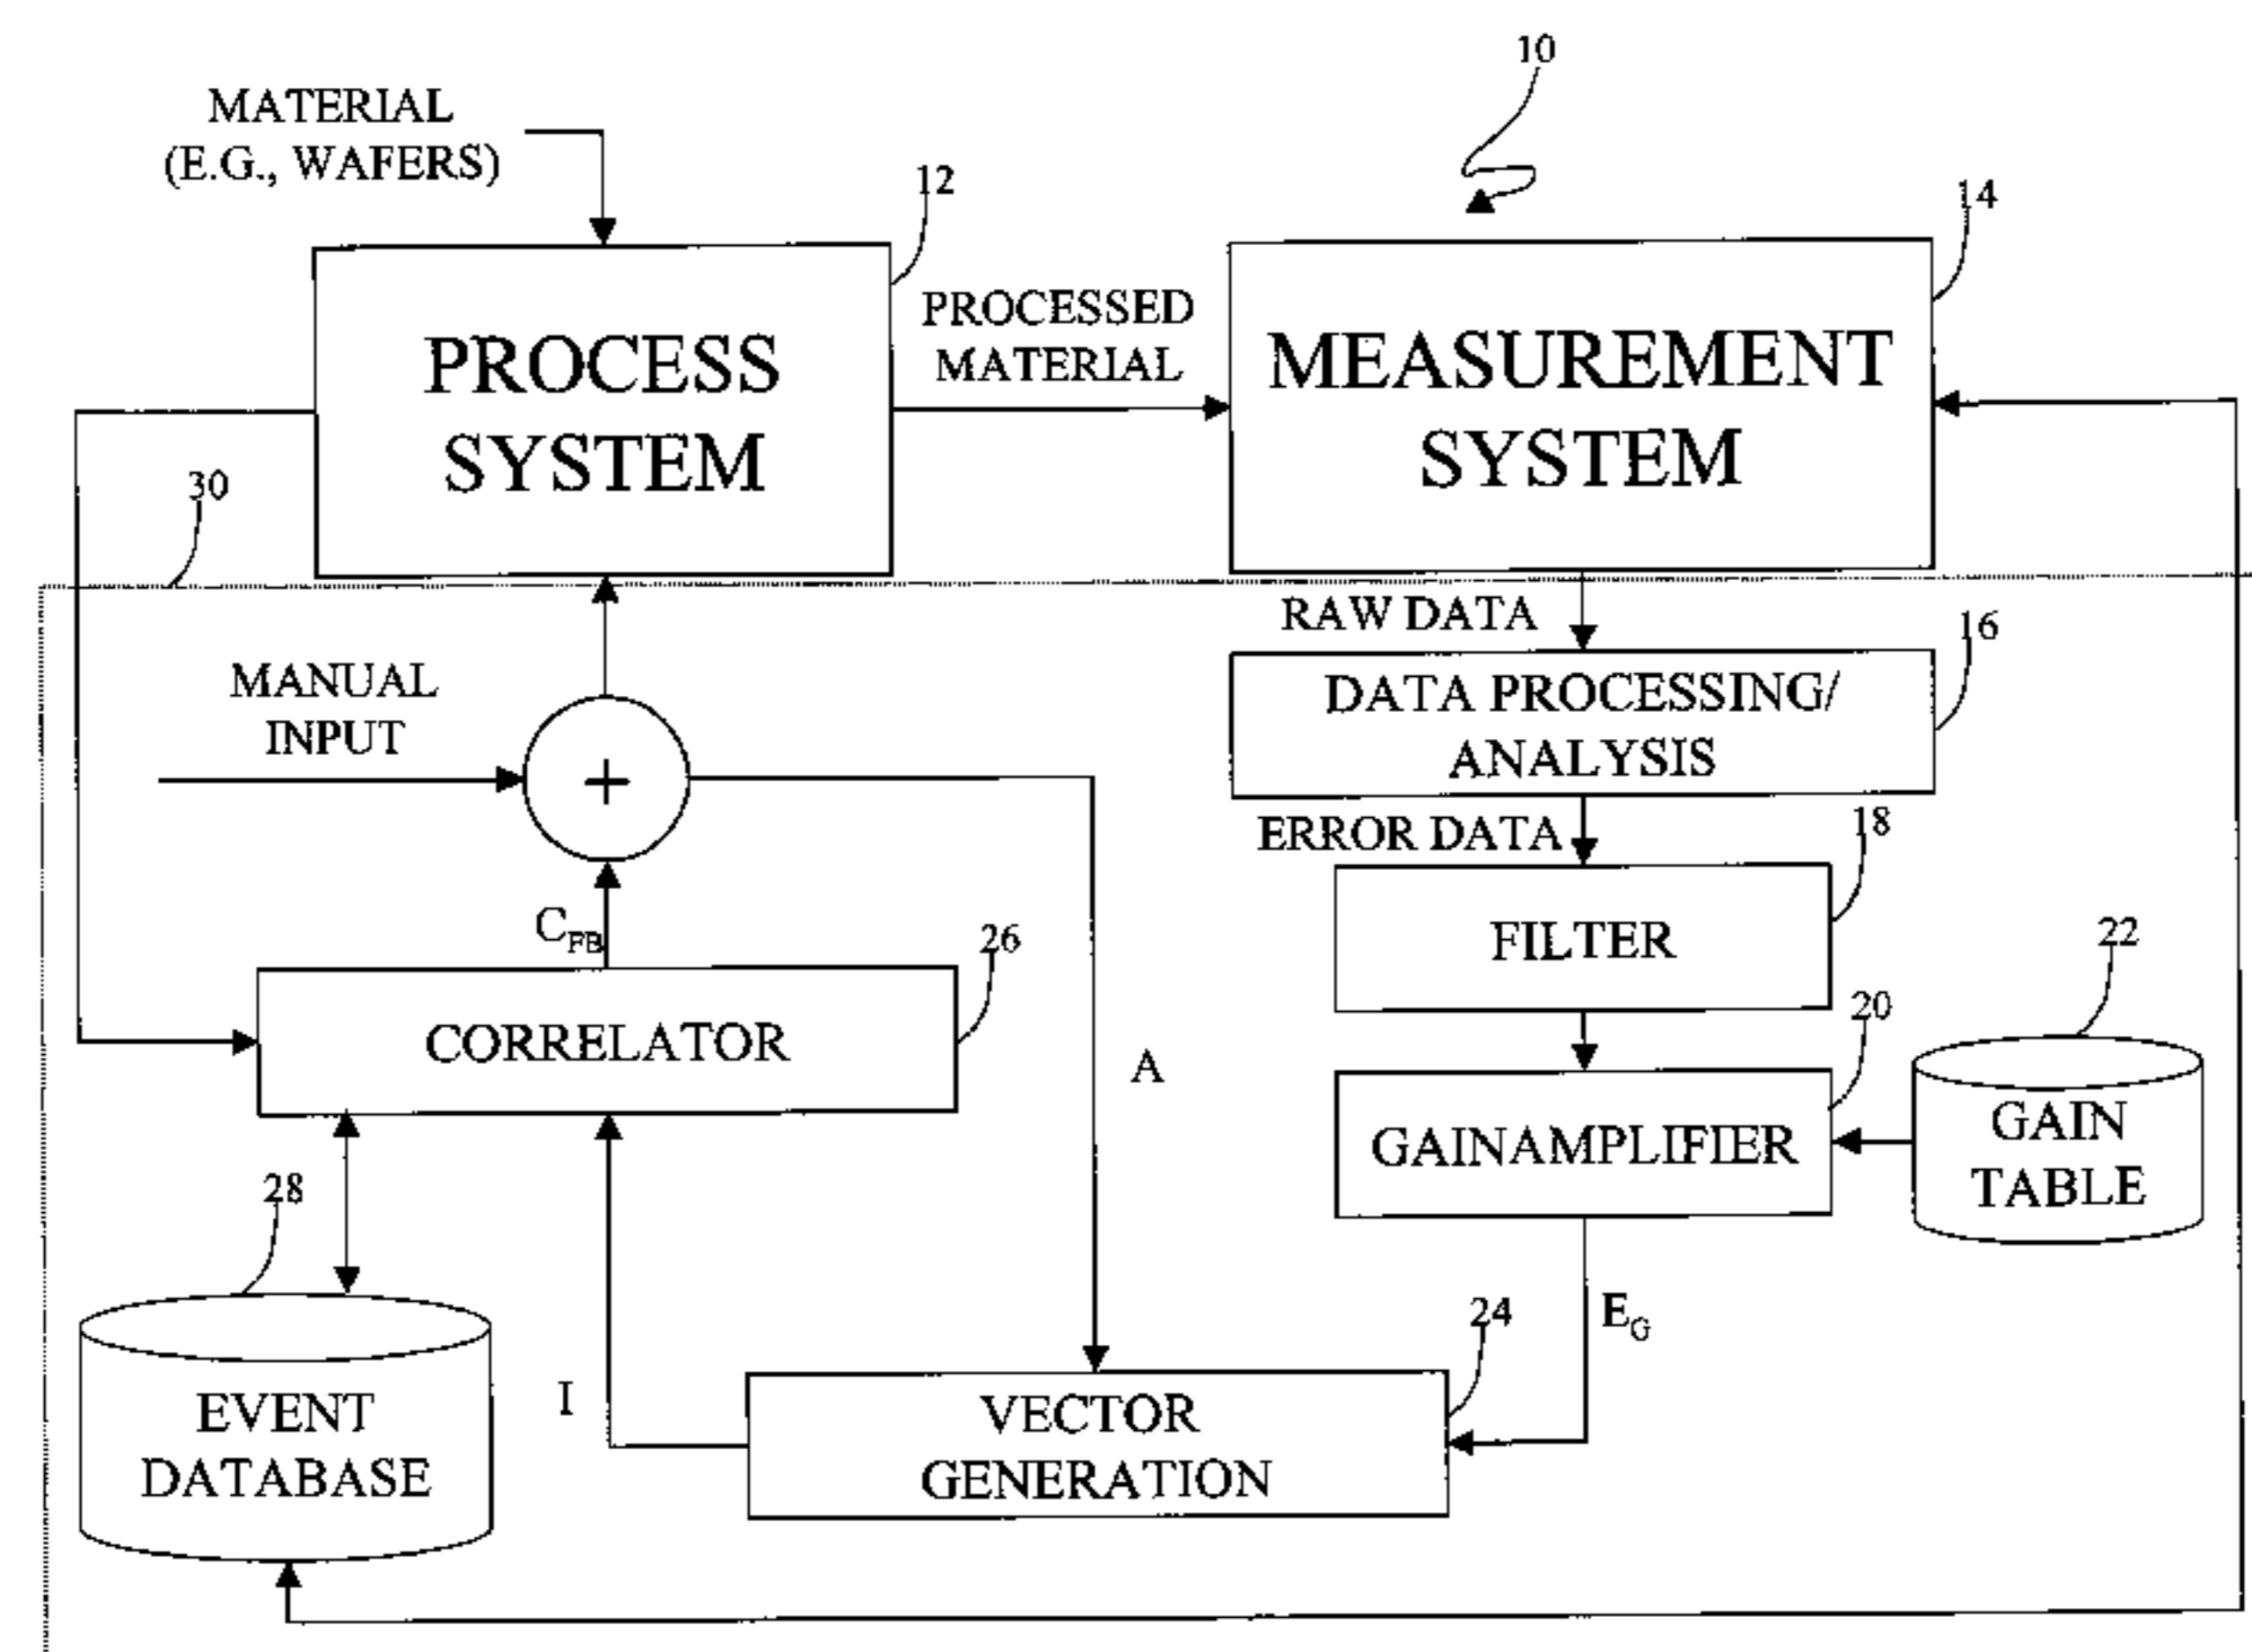 10
MATERIAL
(E.G., WAFERS)
12
14
PROCESS
SYSTEM
PROCESSED
MATERIAL
MEASUREMENT
SYSTEM
30
RAW DATA
16
MANUAL
INPUT
+
DATA PROCESSING/
ANALYSIS
ERROR DATA
18
C_FB
26
FILTER
22
20
CORRELATOR
A
GAINAMPLIFIER
GAIN
TABLE
28
24
E_G
I
EVENT
DATABASE
VECTOR
GENERATION